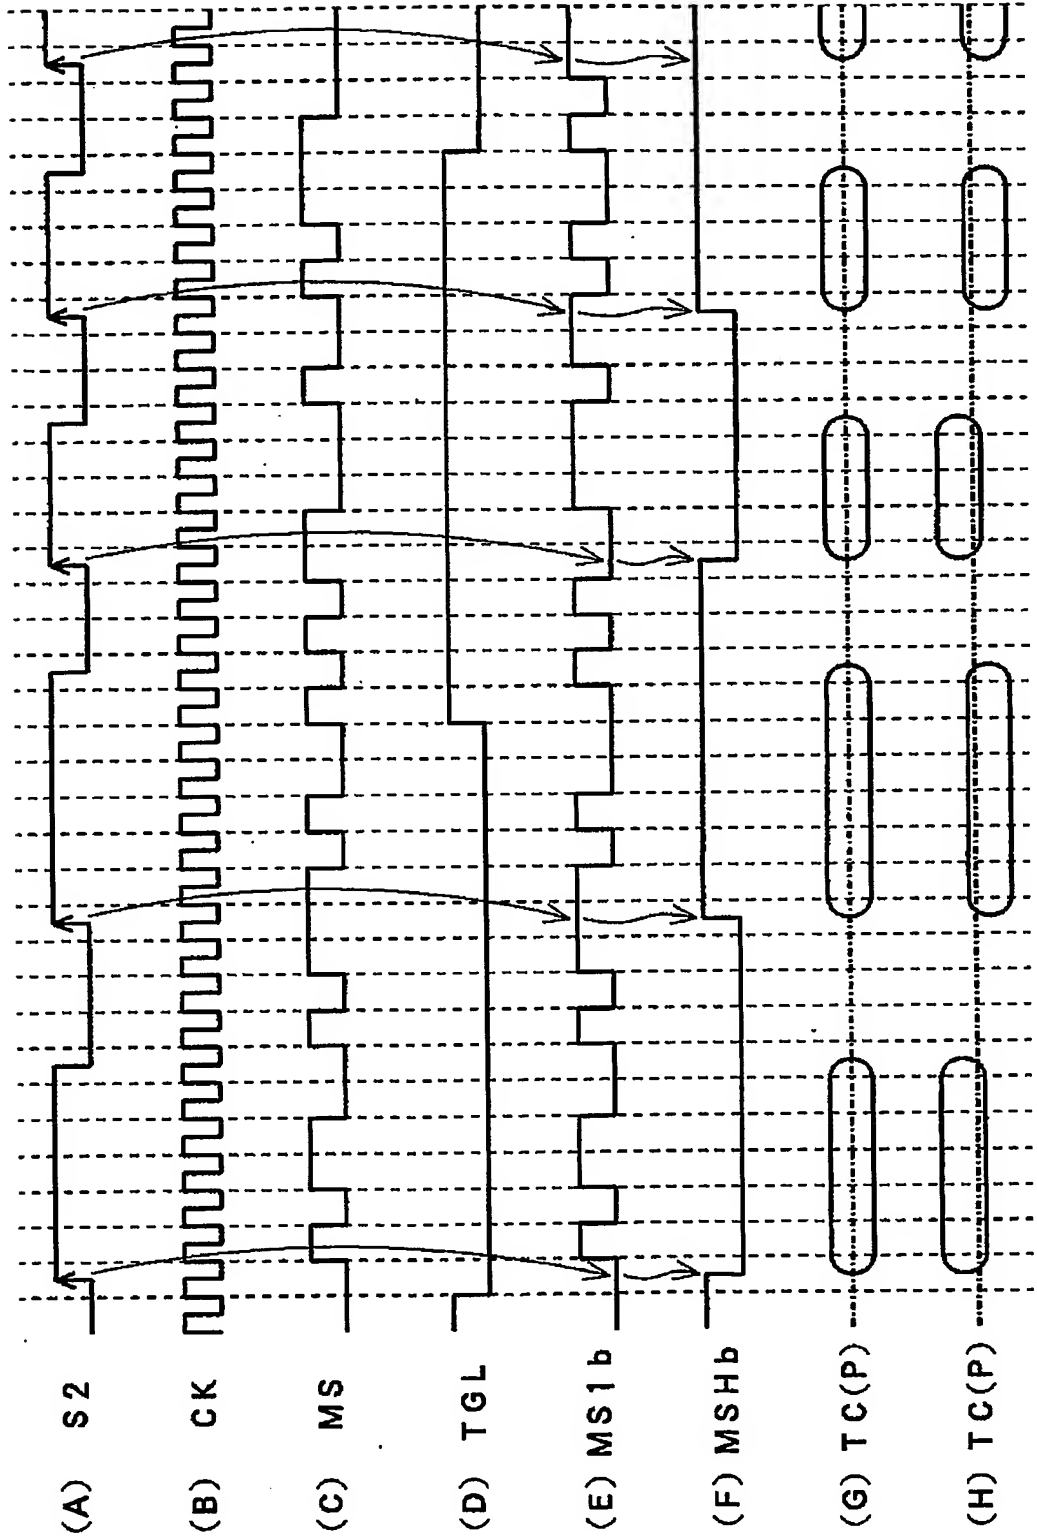 (A) S2
(B) CK
(C) MS
(D) TGL
(E) MS1b
(F) MSHb
(G) TC(P)
(H) TC(P)